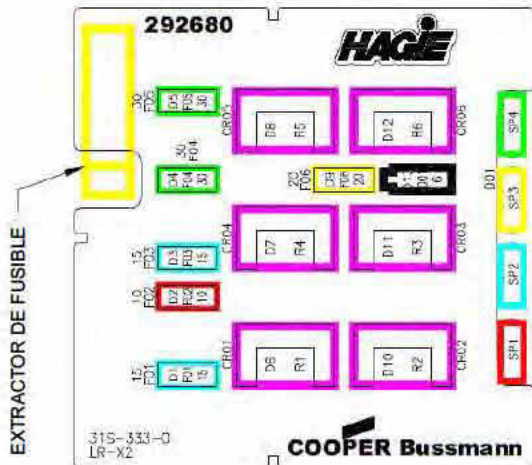 292680
HAGIE
30
F05
D5
F05
30
CR05
D8
R5
D12
R6
CR06
SP4
30
F04
D4
F04
30
20
F06
D9
F06
20
D01
SP3
15
F03
D3
F03
15
CR04
D7
R4
D11
R3
CR03
SP2
10
F02
D2
F02
10
15
F01
D1
F01
15
CR01
D6
R1
D10
R2
CR02
SP1
EXTRACTOR DE FUSIBLE
31S-333-0
LR-X2
COOPER Bussmann